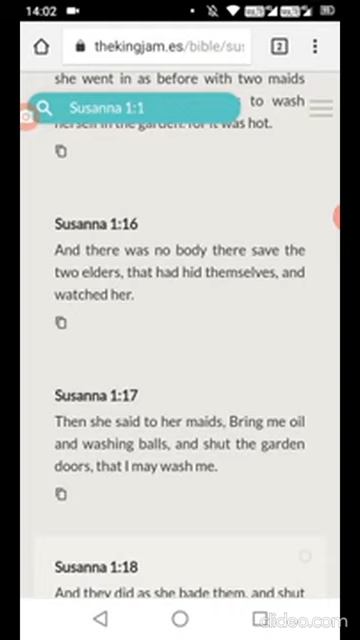 14:02
thekingjam.es/bible/sus
2
she went in as before with two maids
Susanna 1:1
to wash
herself in the garden: for it was hot.
Susanna 1:16
And there was no body there save the
two elders, that had hid themselves, and
watched her.
Susanna 1:17
Then she said to her maids, Bring me oil
and washing balls, and shut the garden
doors, that I may wash me.
Susanna 1:18
And they did as she bade them, and shut
clideo.com